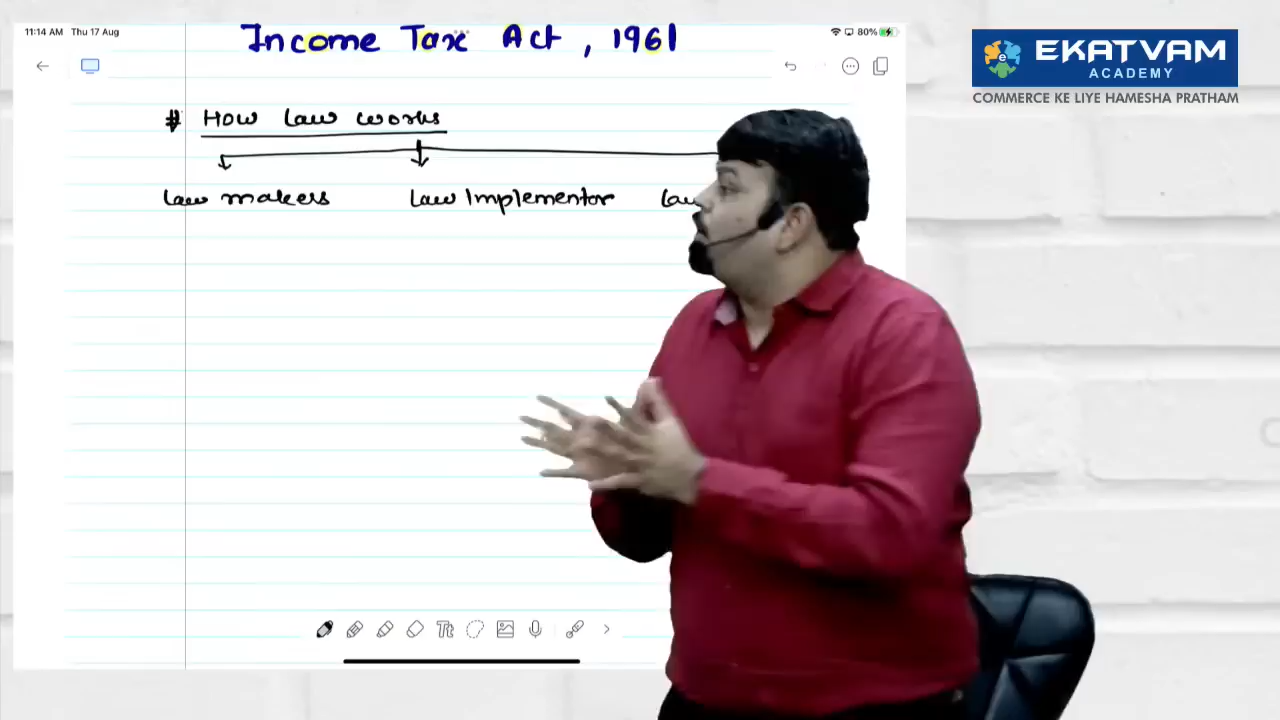 11:14 AM Thu 17 Aug
80%
Income Tax Act, 1961
# How Law works
Law makers Law Implementor
Tt
EKATVAM
ACADEMY
COMMERCE KE LIYE HAMESHA PRATHAM